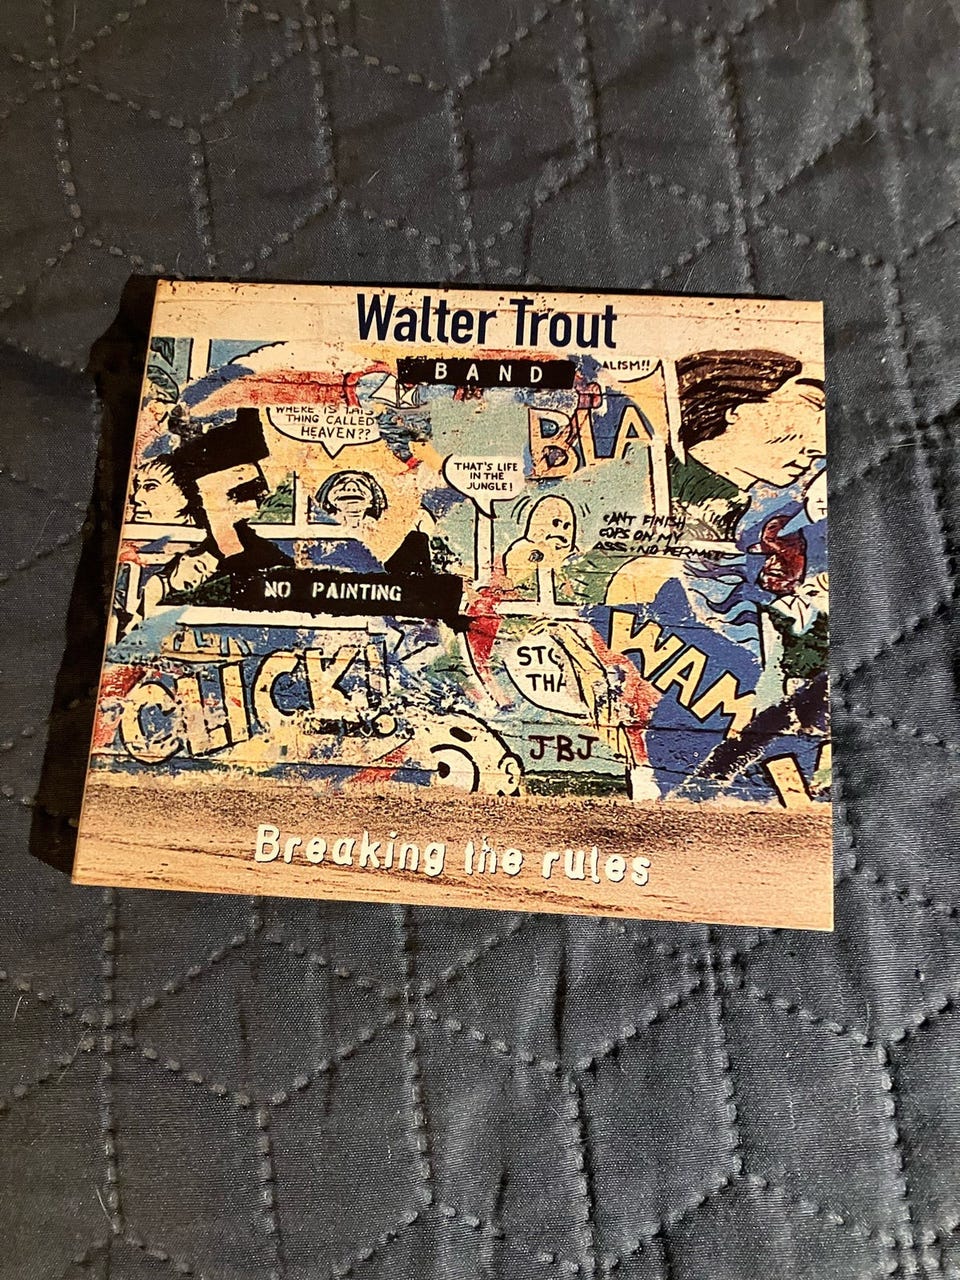 Walter Trout
BAND
ALISM!!
WHERE IS THIS
THING CALLED
HEAVEN??
BLA
THAT'S LIFE
IN THE
JUNGLE!
CANT FINISH
COPS ON MY
ASS: NO PERMIT
NO PAINTING
CLICK!
WAM
STO
THA
JBJ
Breaking the rules